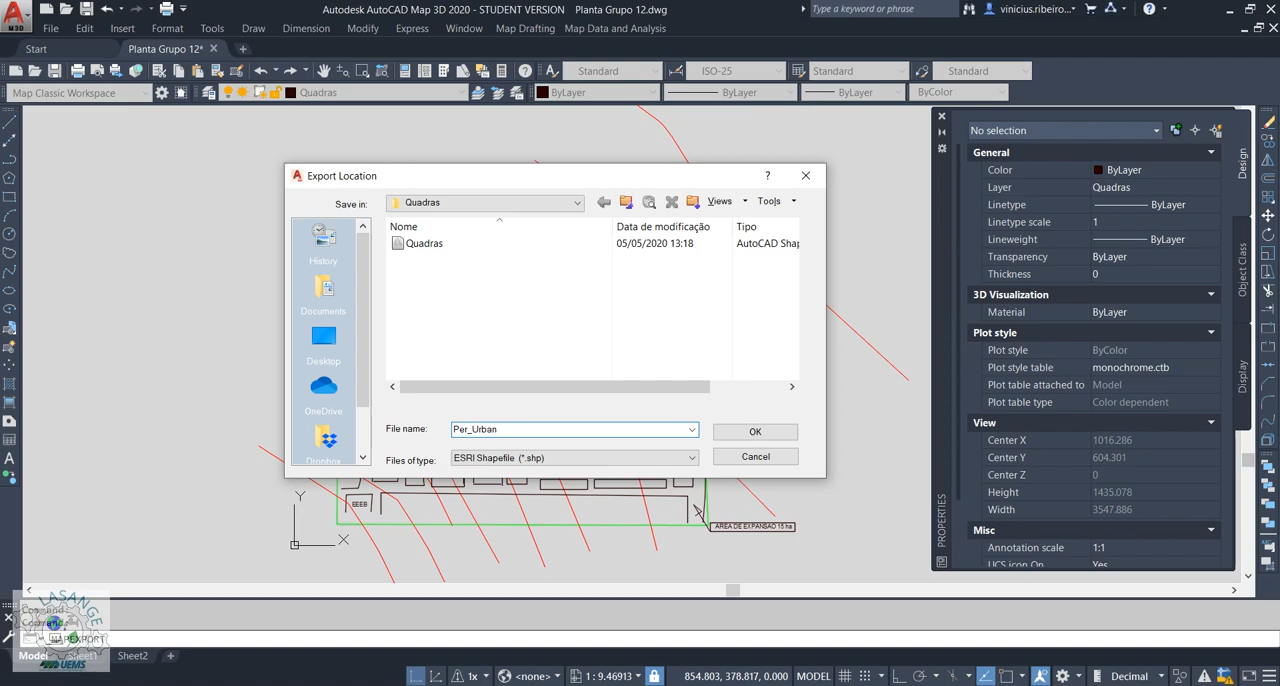 Autodesk AutoCAD Map 3D 2020 - STUDENT VERSION Planta Grupo 12.dwg
Type a keyword or phrase
vinicius.ribeiro...
M3D
File Edit Insert Format Tools Draw Dimension Modify Express Window Map Drafting Map Data and Analysis
Start
Planta Grupo 12*
Standard
ISO-25
Standard
Standard
Map Classic Workspace
Quadras
ByLayer
ByLayer
ByLayer
ByColor
Export Location
Save in:
Quadras
Views
Tools
Nome
Data de modificação
Tipo
Quadras
05/05/2020 13:18
AutoCAD Shap
History
Documents
Desktop
OneDrive
Dropbox
File name:
Per_Urban
OK
Files of type:
ESRI Shapefile (*.shp)
Cancel
No selection
General
Color ByLayer
Layer Quadras
Linetype ByLayer
Linetype scale 1
Lineweight ByLayer
Transparency ByLayer
Thickness 0
3D Visualization
Material ByLayer
Plot style
Plot style ByColor
Plot style table monochrome.ctb
Plot table attached to Model
Plot table type Color dependent
View
Center X 1016.286
Center Y 604.301
Center Z 0
Height 1435.078
Width 3547.886
Misc
Annotation scale 1:1
UCS icon On Yes
Design
Object Class
Display
PROPERTIES
Y
X
EEEB
AREA DE EXPANSAO 15 ha
LASANGE
UEMS
Command:
Command:
MAPEXPORT
Model Sheet1 Sheet2
1x
<none>
1 : 9.46913
854.803, 378.817, 0.000
MODEL
Decimal